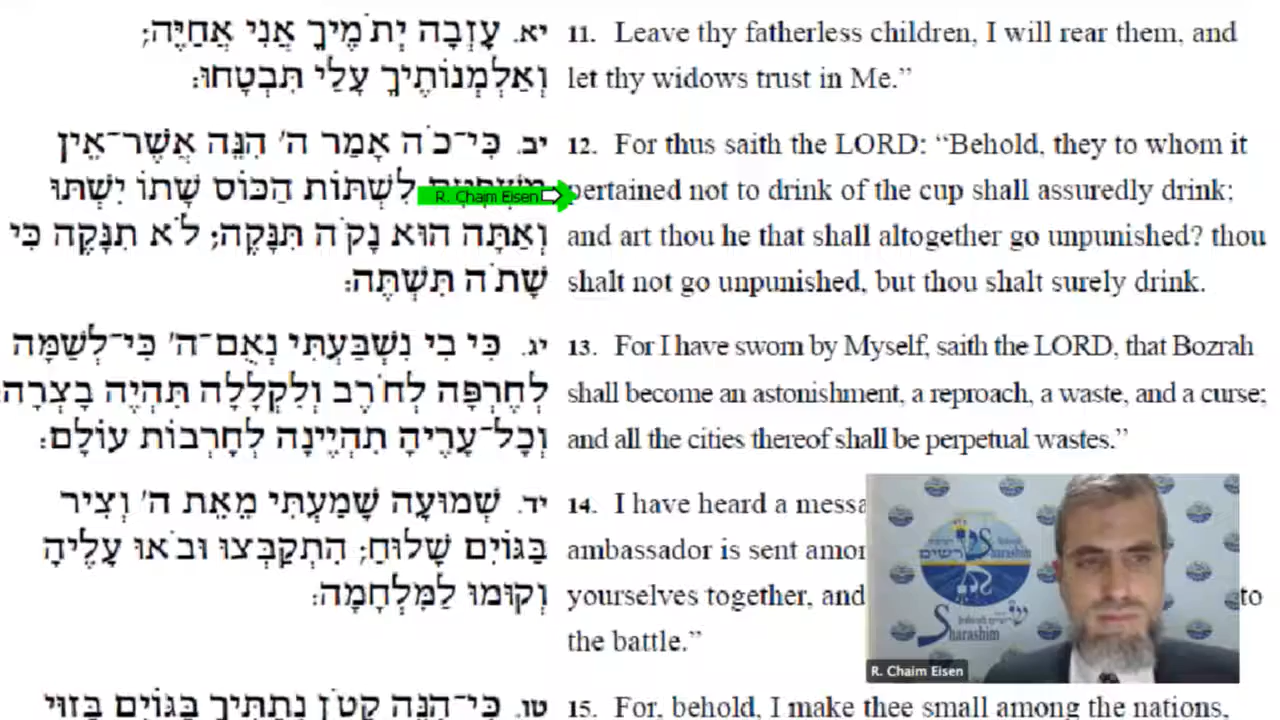 יא. עָזְבָה יְתֹמֶיךָ אֲנִי אֲחַיֶּה;
וְאַלְמְנוֹתֶיךָ עָלַי תִּבְטָחוּ:
11. Leave thy fatherless children, I will rear them, and
let thy widows trust in Me.”
יב. כִּי־כֹה אָמַר ה' הִנֵּה אֲשֶׁר־אֵין
לִשְׁתּוֹת הַכּוֹס שָׁתוֹ יִשְׁתּוּ
וְאַתָּה הוּא נָקֹה תִּנָּקֶה; לֹא תִנָּקֶה כִּי
שָׁתֹה תִּשְׁתֶּה:
12. For thus saith the LORD: “Behold, they to whom it
pertained not to drink of the cup shall assuredly drink;
and art thou he that shall altogether go unpunished? thou
shalt not go unpunished, but thou shalt surely drink.
R. Chaim Eisen
יג. כִּי בִי נִשְׁבַּעְתִּי נְאֻם־ה' כִּי־לְשַׁמָּה
לְחֶרְפָּה לְחֹרֶב וְלִקְלָלָה תִּהְיֶה בָצְרָה;
וְכָל־עָרֶיהָ תִהְיֶינָה לְחָרְבוֹת עוֹלָם:
13. For I have sworn by Myself, saith the LORD, that Bozrah
shall become an astonishment, a reproach, a waste, and a curse;
and all the cities thereof shall be perpetual wastes.”
יד. שְׁמוּעָה שָׁמַעְתִּי מֵאֵת ה' וְצִיר
בַּגּוֹיִם שָׁלוּחַ; הִתְקַבְּצוּ וּבֹאוּ עָלֶיהָ
וְקוּמוּ לַמִּלְחָמָה:
14. I have heard a
ambassador is sent
yourselves together, and to
the battle.”
טו. כִּי־הִנֵּה קָטֹן נְתַתִּיךָ בַּגּוֹיִם בָּזוּי
15. For, behold, I make thee small among the nations,
רשים
Sharashim
Sharashim
R. Chaim Eisen